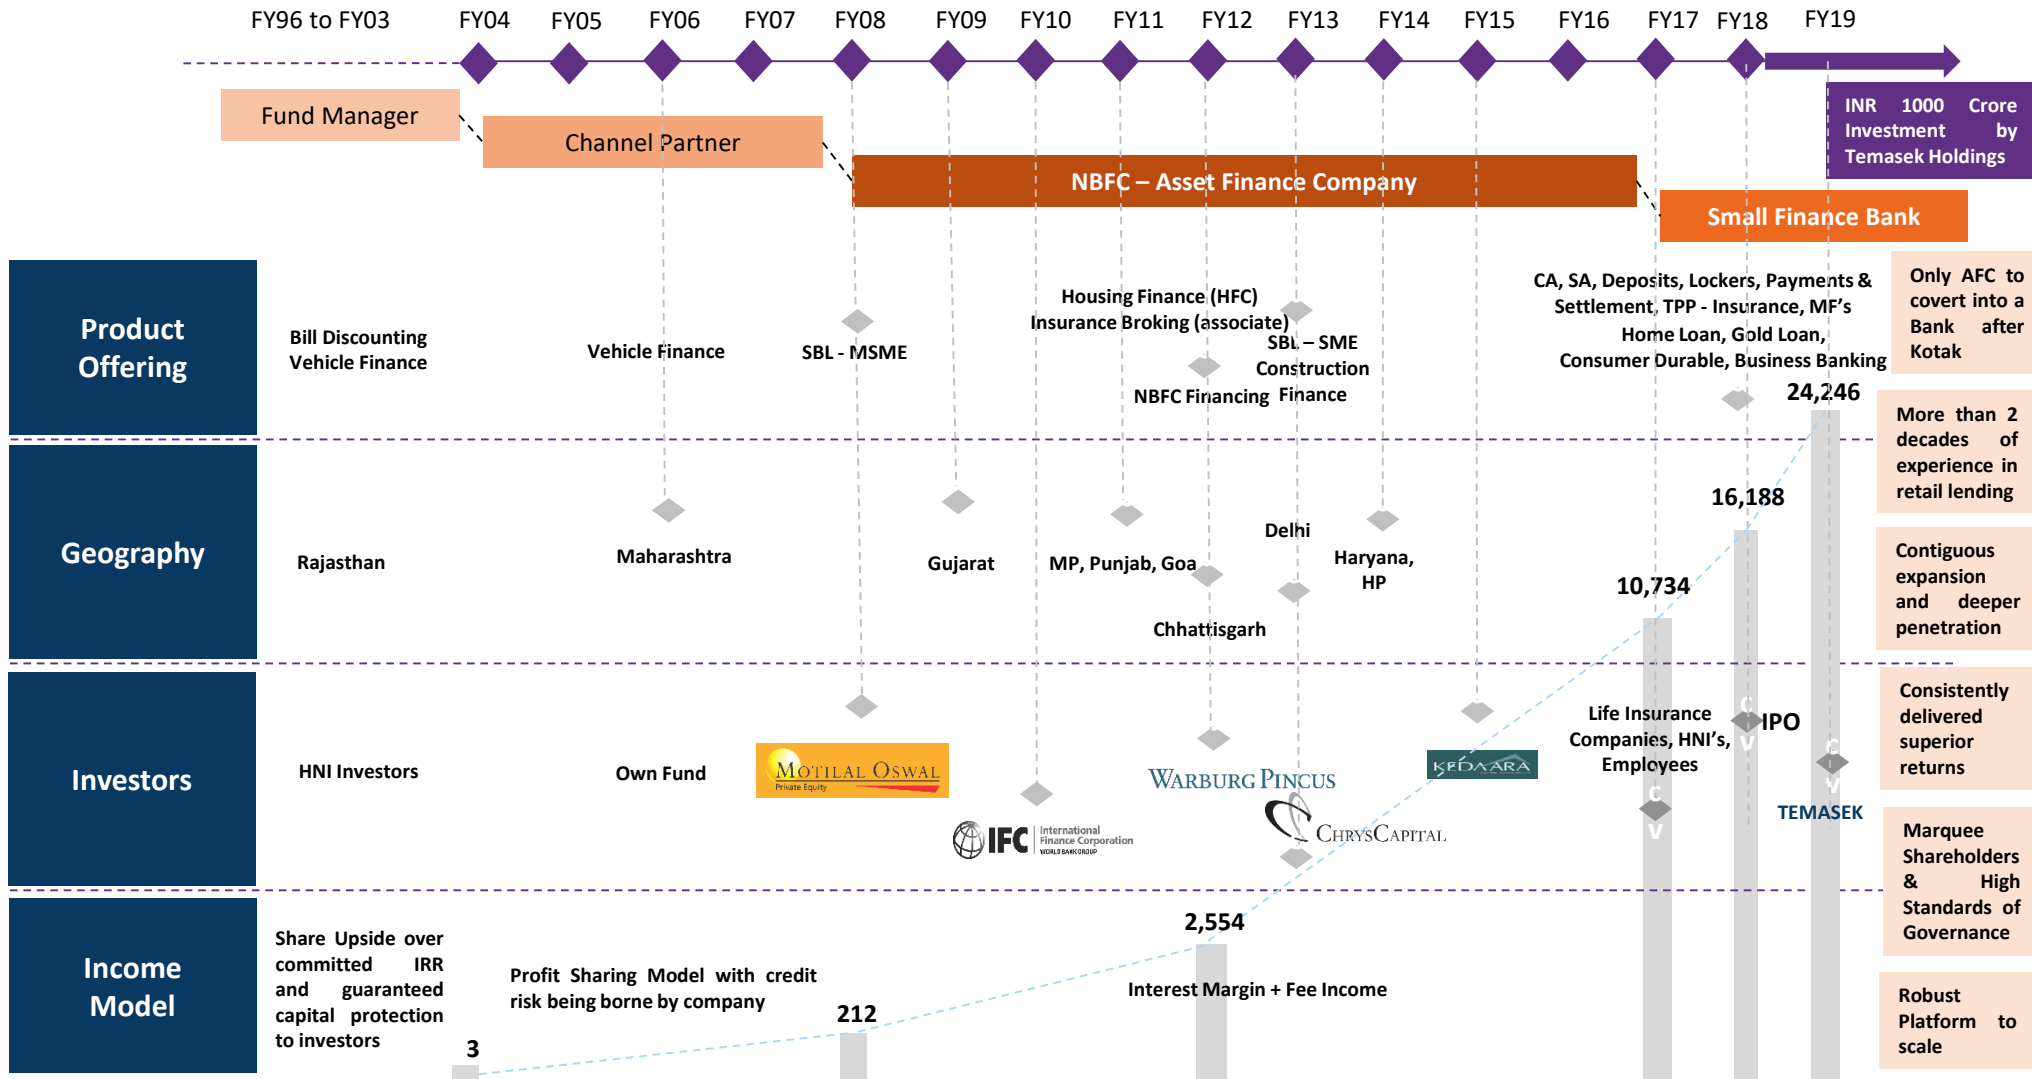 FY96 to FY03
FY04
FY05
FY06
FY07
FY08
FY09
FY10
FY11
FY12
FY13
FY14
FY15
FY16
FY17
FY18
FY19
Fund Manager
Channel Partner
NBFC – Asset Finance Company
Small Finance Bank
INR 1000 Crore
Investment by
Temasek Holdings
Product
Offering
Bill Discounting
Vehicle Finance
Vehicle Finance
SBL - MSME
Housing Finance (HFC)
Insurance Broking (associate)
NBFC Financing
SBL – SME
Construction
Finance
CA, SA, Deposits, Lockers, Payments &
Settlement, TPP - Insurance, MF's
Home Loan, Gold Loan,
Consumer Durable, Business Banking
Only AFC to
covert into a
Bank after
Kotak
24,246
More than 2
decades of
experience in
retail lending
Geography
Rajasthan
Maharashtra
Gujarat
MP, Punjab, Goa
Chhattisgarh
Delhi
Haryana,
HP
16,188
10,734
Contiguous
expansion
and deeper
penetration
Investors
HNI Investors
Own Fund
MOTILAL OSWAL
Private Equity
IFC
International
Finance Corporation
WORLD BANK GROUP
WARBURG PINCUS
CHRYSCAPITAL
KEDAARA
Life Insurance
Companies, HNI's,
Employees
C
V
C
V
IPO
C
V
TEMASEK
Consistently
delivered
superior
returns
Marquee
Shareholders
& High
Standards of
Governance
Income
Model
Share Upside over
committed IRR
and guaranteed
capital protection
to investors
3
Profit Sharing Model with credit
risk being borne by company
212
2,554
Interest Margin + Fee Income
Robust
Platform to
scale